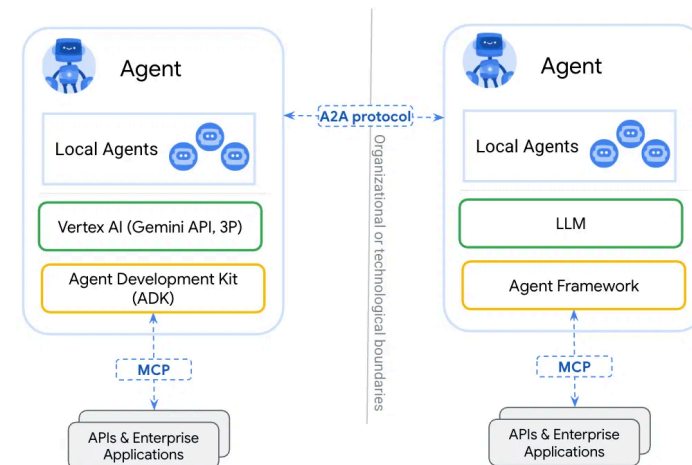 Agent
Local Agents
Vertex AI (Gemini API, 3P)
Agent Development Kit
(ADK)
MCP
APIs & Enterprise
Applications
A2A protocol
Organizational or technological boundaries
Agent
Local Agents
LLM
Agent Framework
MCP
APIs & Enterprise
Applications